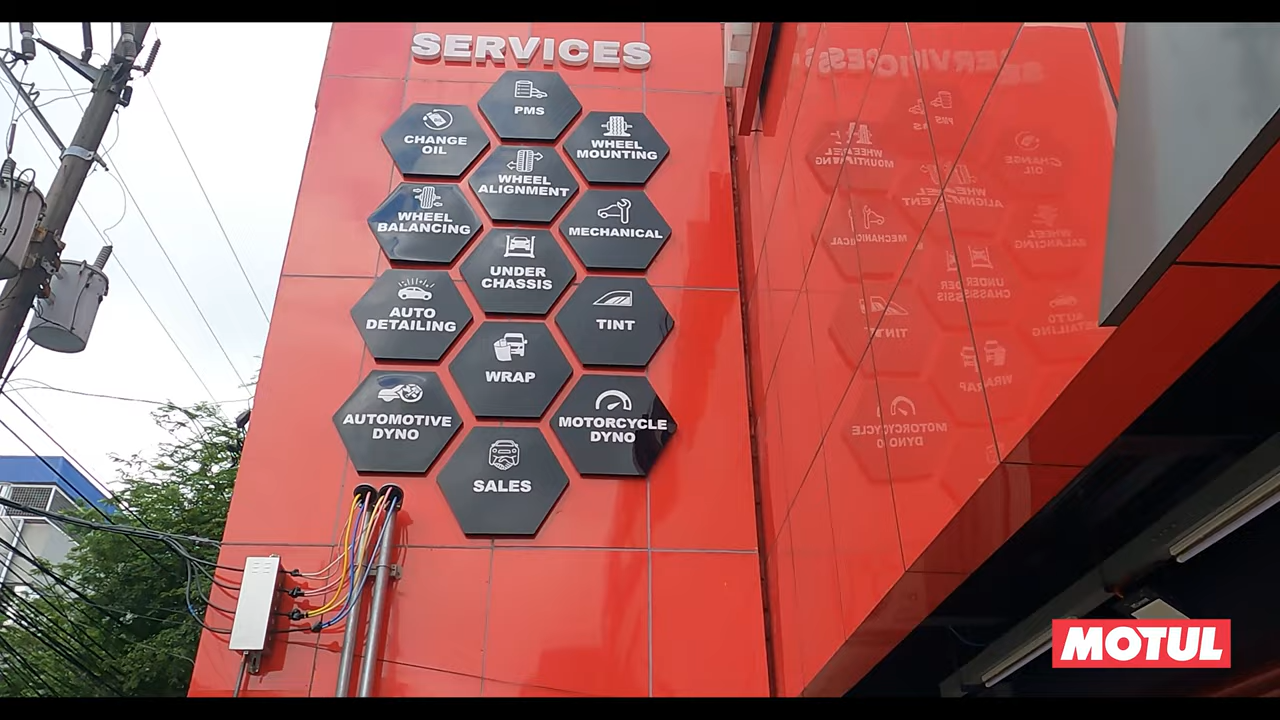 SERVICES
PMS
CHANGE
OIL
WHEEL
MOUNTING
WHEEL
ALIGNMENT
WHEEL
BALANCING
MECHANICAL
UNDER
CHASSIS
AUTO
DETAILING
TINT
WRAP
AUTOMOTIVE
DYNO
MOTORCYCLE
DYNO
SALES
MOTUL